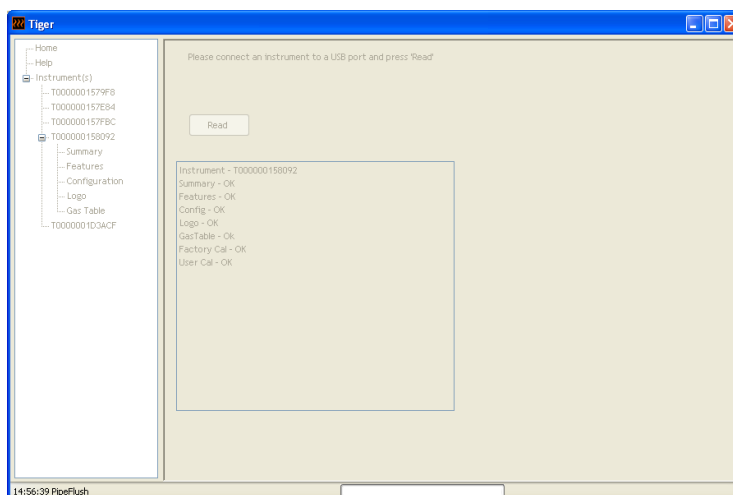 Tiger
Home
Help
Instrument(s)
T0000001579F8
T000000157E84
T000000157FBC
T000000158092
Summary
Features
Configuration
Logo
Gas Table
T0000001D3ACF
Please connect an instrument to a USB port and press 'Read'
Read
Instrument - T000000158092
Summary - OK
Features - OK
Config - OK
Logo - OK
GasTable - Ok
Factory Cal - OK
User Cal - OK
14:56:39 PipeFlush